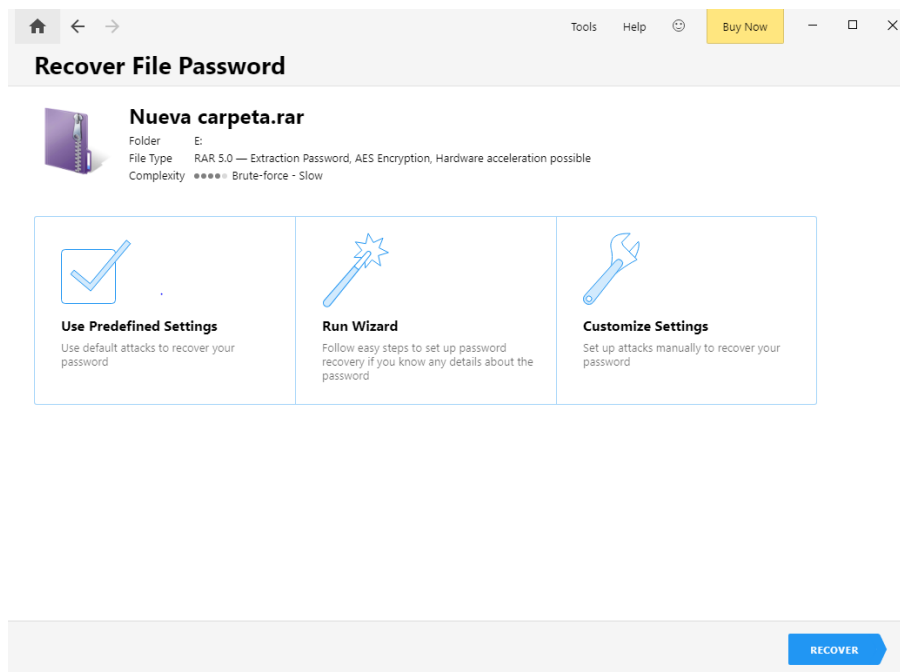 Tools Help Buy Now
Recover File Password
Nueva carpeta.rar
Folder E:
File Type RAR 5.0 — Extraction Password, AES Encryption, Hardware acceleration possible
Complexity Brute-force - Slow
Use Predefined Settings
Use default attacks to recover your
password
Run Wizard
Follow easy steps to set up password
recovery if you know any details about the
password
Customize Settings
Set up attacks manually to recover your
password
RECOVER